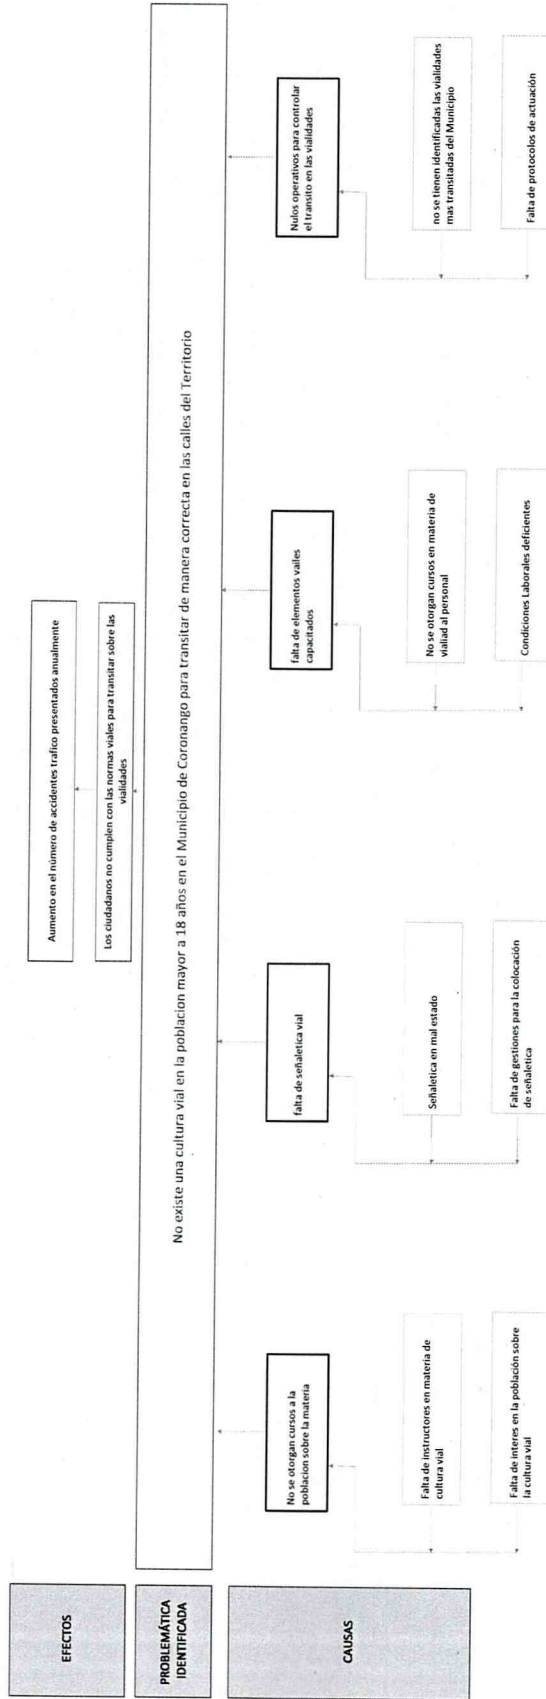 EFECTOS
Aumento en el número de accidentes trafico presentados anualmente
Los ciudadanos no cumplen con las normas viales para transitar sobre las
vialidades
PROBLEMÁTICA
IDENTIFICADA
No existe una cultura vial en la poblacion mayor a 18 años en el Municipio de Coronango para transitar de manera correcta en las calles del Territorio
CAUSAS
No se otorgan cursos a la
poblacion sobre la materia
Falta de instructores en materia de
cultura vial
Falta de interes en la población sobre
la cultura vial
falta de señaletica vial
Señaletica en mal estado
Falta de gestiones para la colocación
de señaletica
falta de elementos vailes
capacitados
No se otorgan cursos en materia de
vialiad al personal
Condiciones Laborales deficientes
Nulos operativos para controlar
el transito en las vialidades
no se tienen identificadas las vialidades
mas transitadas del Municipio
Falta de protocolos de actuación